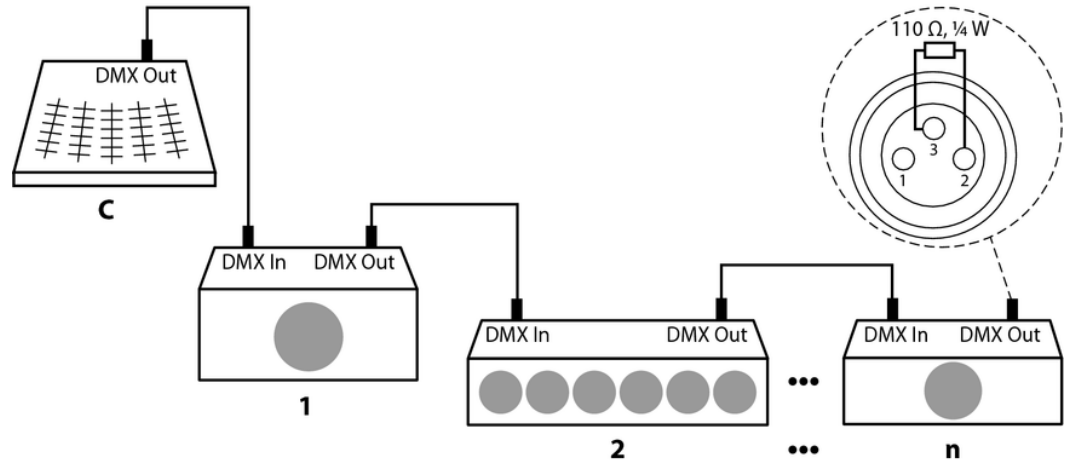 110 Ω, ¼ W
DMX Out
3
1
2
C
DMX In
DMX Out
1
DMX In
DMX Out
•••
2
•••
DMX In
DMX Out
n